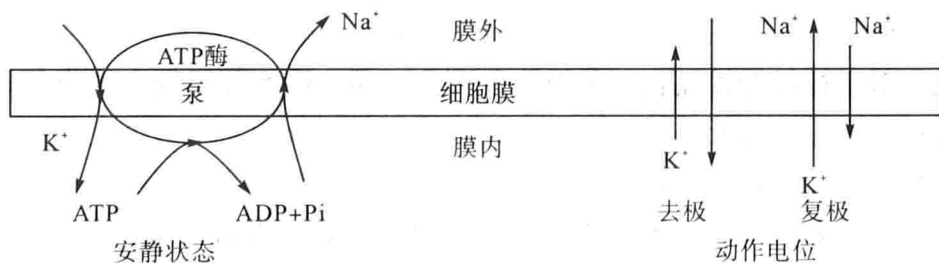 Na⁺
膜外
Na⁺
Na⁺
ATP酶
泵
细胞膜
K⁺
膜内
K⁺
K⁺
ATP
ADP+Pi
去极
复极
安静状态
动作电位